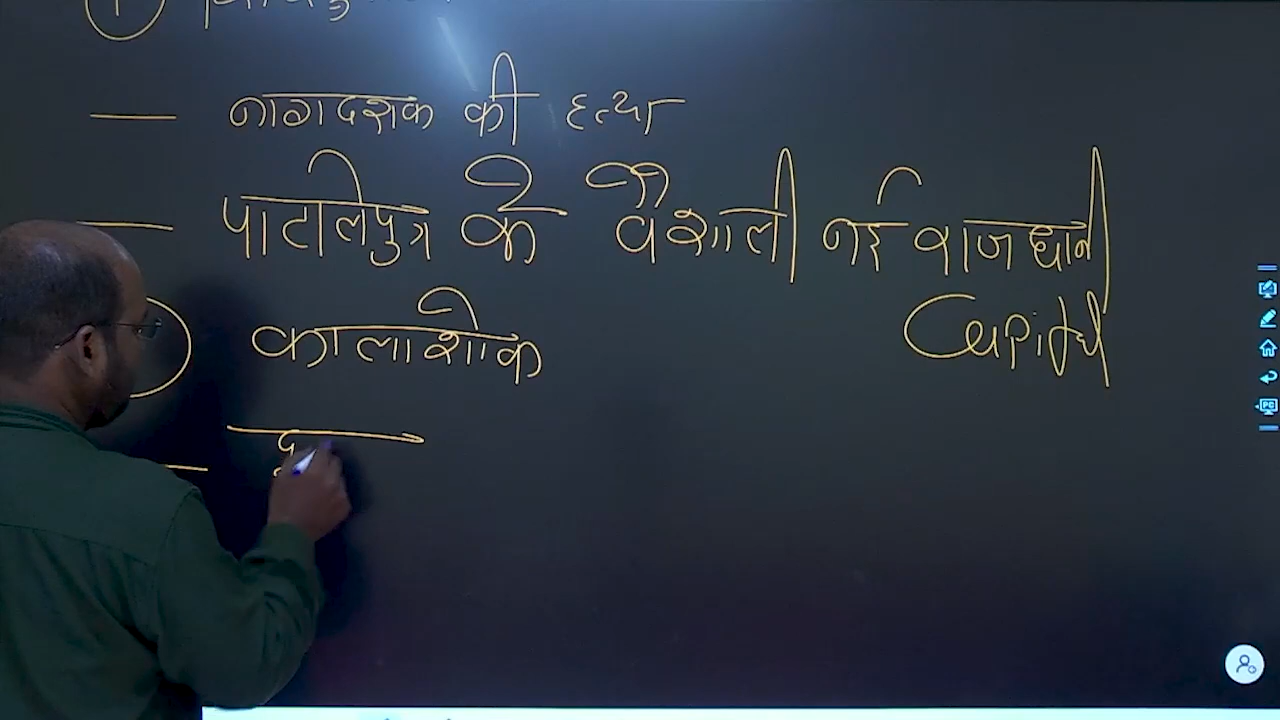 नागदशक की हत्या
पाटलिपुत्र के वैशाली नई राजधानी
Capital
कालाशोक